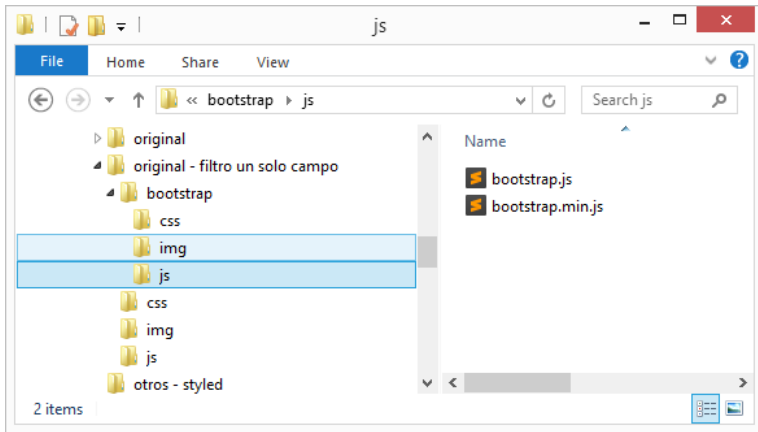 js
File Home Share View
« bootstrap js Search js
original
original - filtro un solo campo
bootstrap
css
img
js
css
img
js
otros - styled
Name
bootstrap.js
bootstrap.min.js
2 items